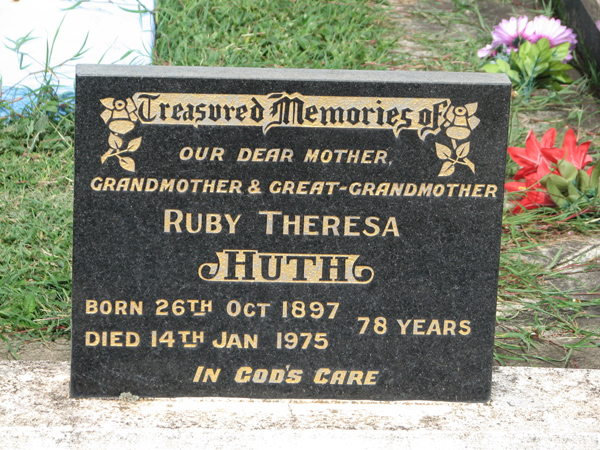 Treasured Memories of
OUR DEAR MOTHER,
GRANDMOTHER & GREAT-GRANDMOTHER
RUBY THERESA
HUTH
BORN 26TH OCT 1897
DIED 14TH JAN 1975
78 YEARS
IN GOD'S CARE